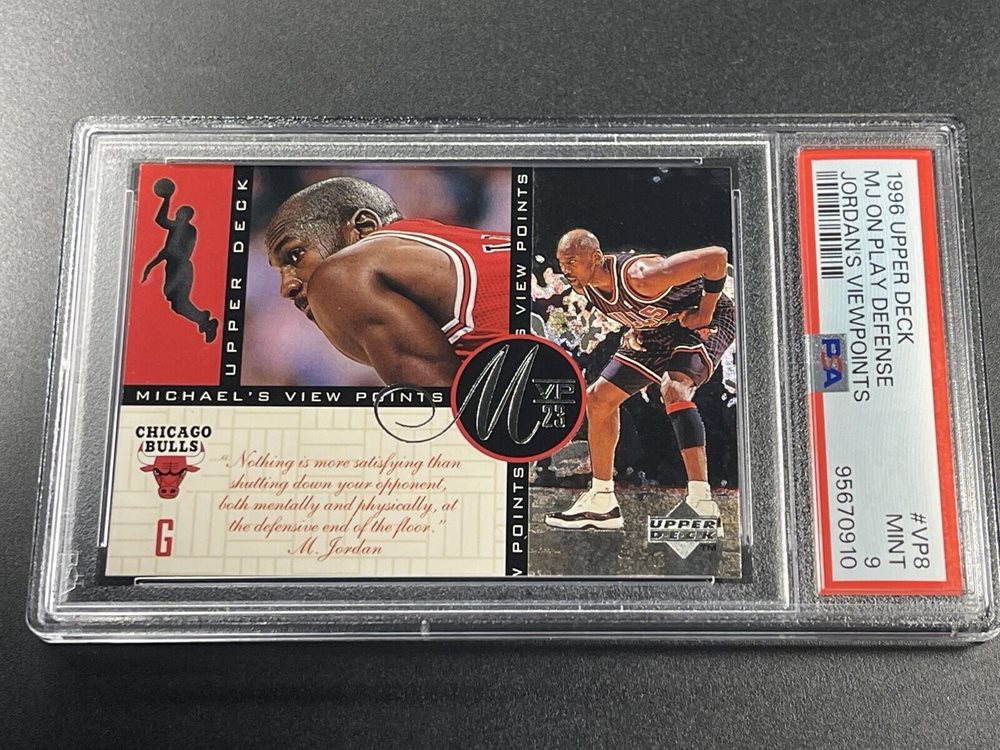 UPPER DECK
MICHAEL'S VIEW POINTS
S VIEW POINTS
M
VP
23
CHICAGO
BULLS
G
"Nothing is more satisfying than
shutting down your opponent,
both mentally and physically, at
the defensive end of the floor."
M. Jordan
W POINTS
UPPER
DECK
TM
1996 UPPER DECK
MJ ON PLAY DEFENSE
JORDAN'S VIEWPOINTS
#VP8
MINT
9
95670910
PSA